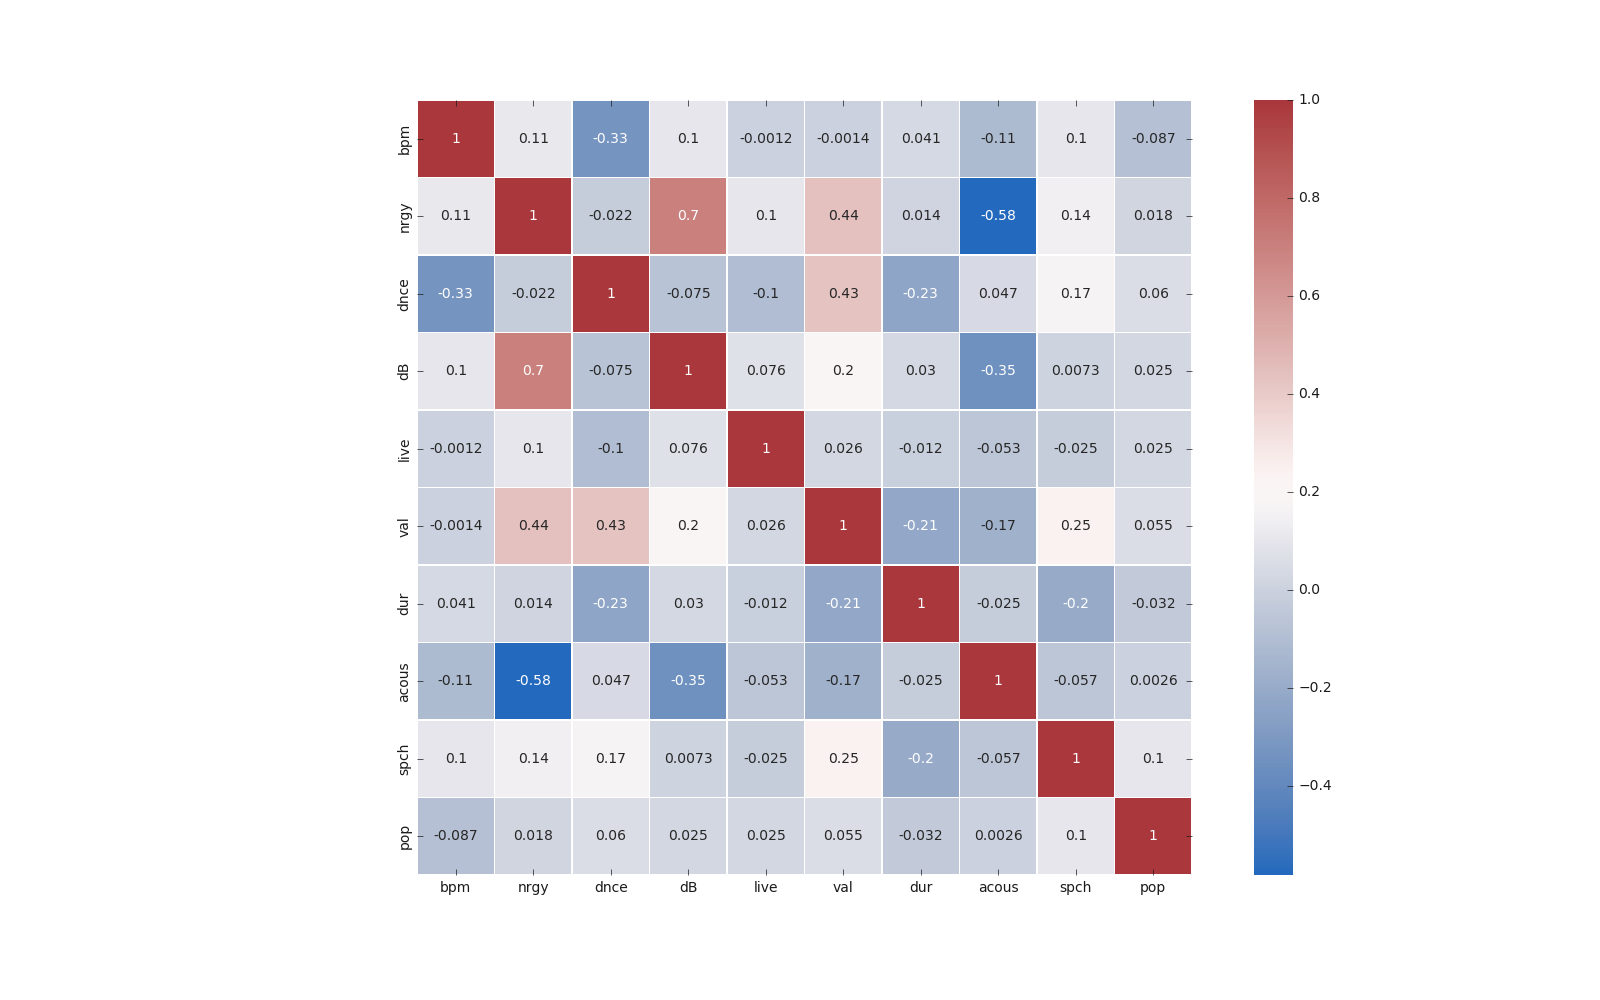 bpm 1 0.11 -0.33 0.1 -0.0012 -0.0014 0.041 -0.11 0.1 -0.087
nrgy 0.11 1 -0.022 0.7 0.1 0.44 0.014 -0.58 0.14 0.018
dnce -0.33 -0.022 1 -0.075 -0.1 0.43 -0.23 0.047 0.17 0.06
dB 0.1 0.7 -0.075 1 0.076 0.2 0.03 -0.35 0.0073 0.025
live -0.0012 0.1 -0.1 0.076 1 0.026 -0.012 -0.053 -0.025 0.025
val -0.0014 0.44 0.43 0.2 0.026 1 -0.21 -0.17 0.25 0.055
dur 0.041 0.014 -0.23 0.03 -0.012 -0.21 1 -0.025 -0.2 -0.032
acous -0.11 -0.58 0.047 -0.35 -0.053 -0.17 -0.025 1 -0.057 0.0026
spch 0.1 0.14 0.17 0.0073 -0.025 0.25 -0.2 -0.057 1 0.1
pop -0.087 0.018 0.06 0.025 0.025 0.055 -0.032 0.0026 0.1 1
bpm nrgy dnce dB live val dur acous spch pop
1.0
0.8
0.6
0.4
0.2
0.0
−0.2
−0.4